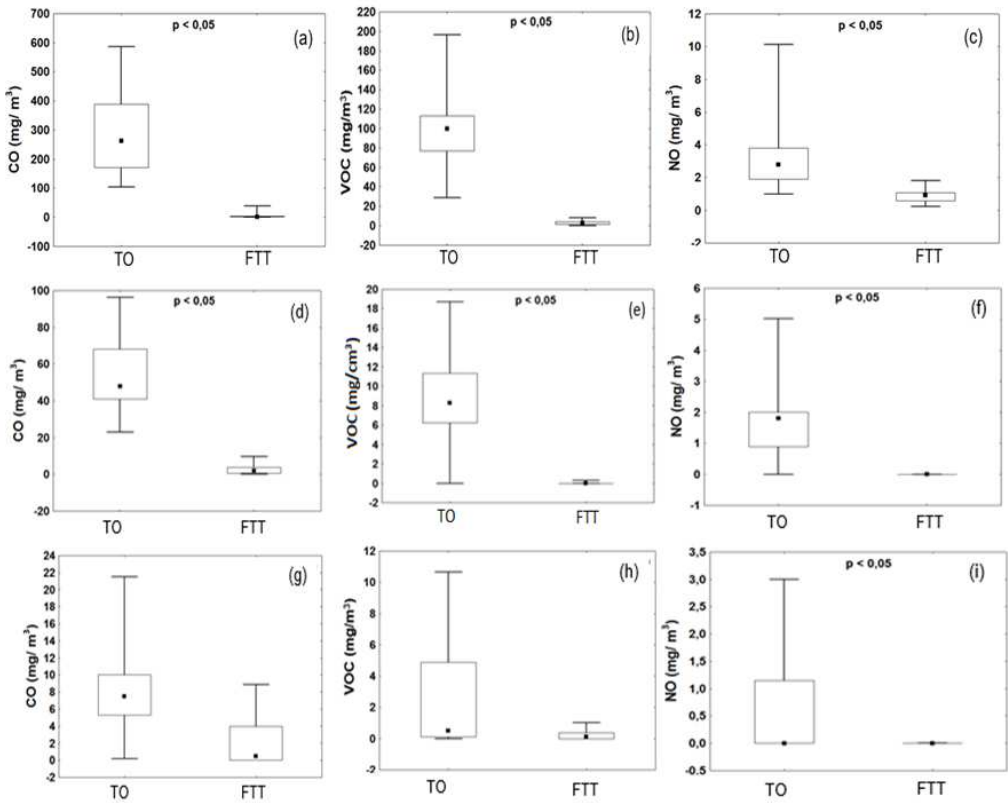 p < 0,05
(a)
CO (mg/ m³)
700
600
500
400
300
200
100
0
-100
TO
FTT
p < 0,05
(b)
VOC (mg/m³)
200
180
160
140
120
100
80
60
40
20
0
-20
TO
FTT
p < 0,05
(c)
NO (mg/ m³)
12
10
8
6
4
2
0
-2
TO
FTT
p < 0,05
(d)
CO (mg/ m³)
100
80
60
40
20
0
-20
TO
FTT
p < 0,05
(e)
VOC (mg/cm³)
20
18
16
14
12
10
8
6
4
2
0
-2
TO
FTT
p < 0,05
(f)
NO (mg/ m³)
6
5
4
3
2
1
0
-1
TO
FTT
(g)
CO (mg/ m³)
24
22
20
18
16
14
12
10
8
6
4
2
0
-2
TO
FTT
(h)
VOC (mg/m³)
12
10
8
6
4
2
0
-2
TO
FTT
p < 0,05
(i)
NO (mg/ m³)
3,5
3,0
2,5
2,0
1,5
1,0
0,5
0,0
-0,5
TO
FTT